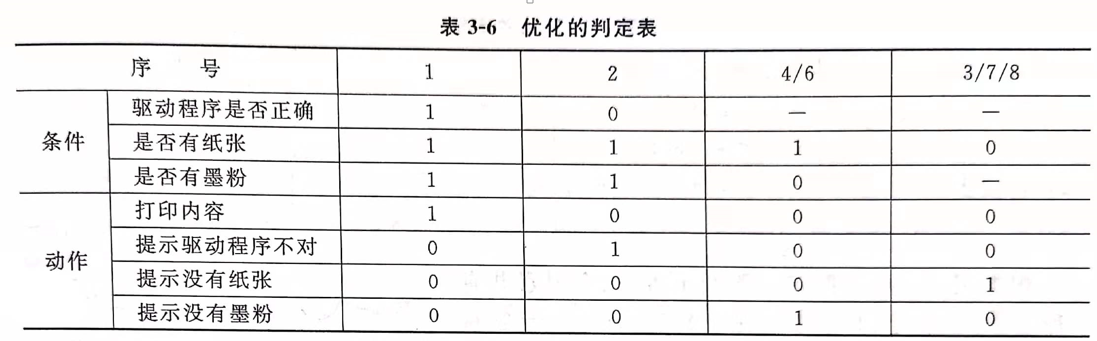 表 3-6 优化的判定表
序 号 1 2 4/6 3/7/8
条件 驱动程序是否正确 1 0 — —
是否有纸张 1 1 1 0
是否有墨粉 1 1 0 —
动作 打印内容 1 0 0 0
提示驱动程序不对 0 1 0 0
提示没有纸张 0 0 0 1
提示没有墨粉 0 0 1 0